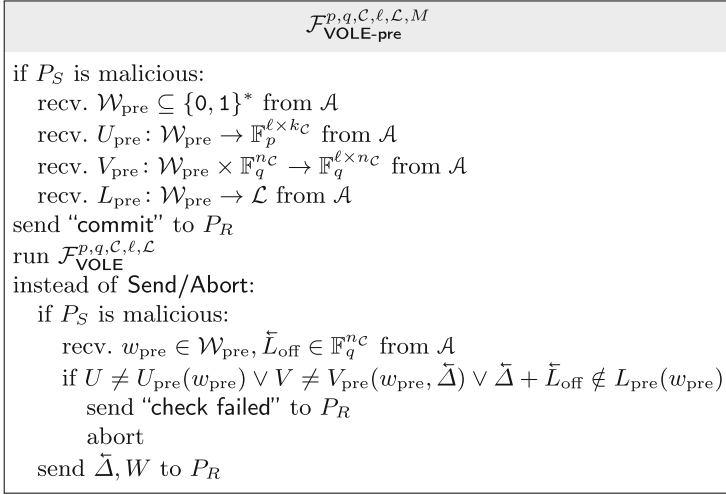 $\mathcal{F}_{\textsf{VOLE-pre}}^{p,q,\mathcal{C},\ell,\mathcal{L},M}$
if $P_S$ is malicious:
recv. $\mathcal{W}_{\text{pre}} \subseteq \{\texttt{0},\texttt{1}\}^*$ from $\mathcal{A}$
recv. $U_{\text{pre}} \colon \mathcal{W}_{\text{pre}} \to \mathbb{F}_p^{\ell \times k_{\mathcal{C}}}$ from $\mathcal{A}$
recv. $V_{\text{pre}} \colon \mathcal{W}_{\text{pre}} \times \mathbb{F}_q^{n_{\mathcal{C}}} \to \mathbb{F}_q^{\ell \times n_{\mathcal{C}}}$ from $\mathcal{A}$
recv. $L_{\text{pre}} \colon \mathcal{W}_{\text{pre}} \to \mathcal{L}$ from $\mathcal{A}$
send "commit" to $P_R$
run $\mathcal{F}_{\textsf{VOLE}}^{p,q,\mathcal{C},\ell,\mathcal{L}}$
instead of Send/Abort:
if $P_S$ is malicious:
recv. $w_{\text{pre}} \in \mathcal{W}_{\text{pre}}, \overleftarrow{L}_{\text{off}} \in \mathbb{F}_q^{n_{\mathcal{C}}}$ from $\mathcal{A}$
if $U \neq U_{\text{pre}}(w_{\text{pre}}) \vee V \neq V_{\text{pre}}(w_{\text{pre}}, \overleftarrow{\Delta}) \vee \overleftarrow{\Delta} + \overleftarrow{L}_{\text{off}} \notin L_{\text{pre}}(w_{\text{pre}})$
send "check failed" to $P_R$
abort
send $\overleftarrow{\Delta}, W$ to $P_R$